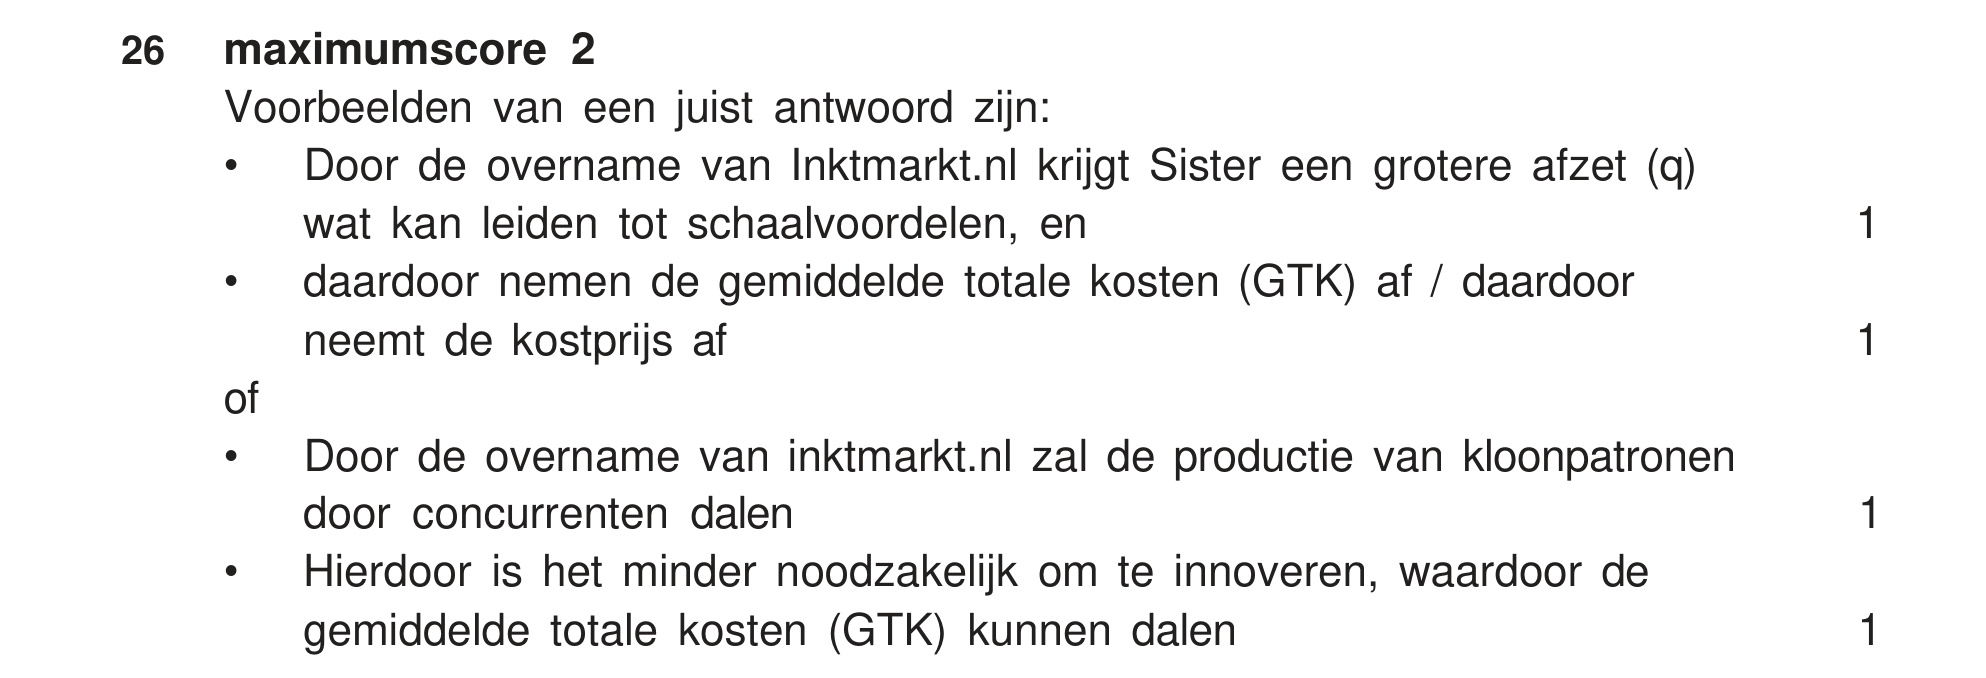 26 maximumscore 2
Voorbeelden van een juist antwoord zijn:
• Door de overname van Inktmarkt.nl krijgt Sister een grotere afzet (q)
wat kan leiden tot schaalvoordelen, en 1
• daardoor nemen de gemiddelde totale kosten (GTK) af / daardoor
neemt de kostprijs af 1
of
• Door de overname van inktmarkt.nl zal de productie van kloonpatronen
door concurrenten dalen 1
• Hierdoor is het minder noodzakelijk om te innoveren, waardoor de
gemiddelde totale kosten (GTK) kunnen dalen 1